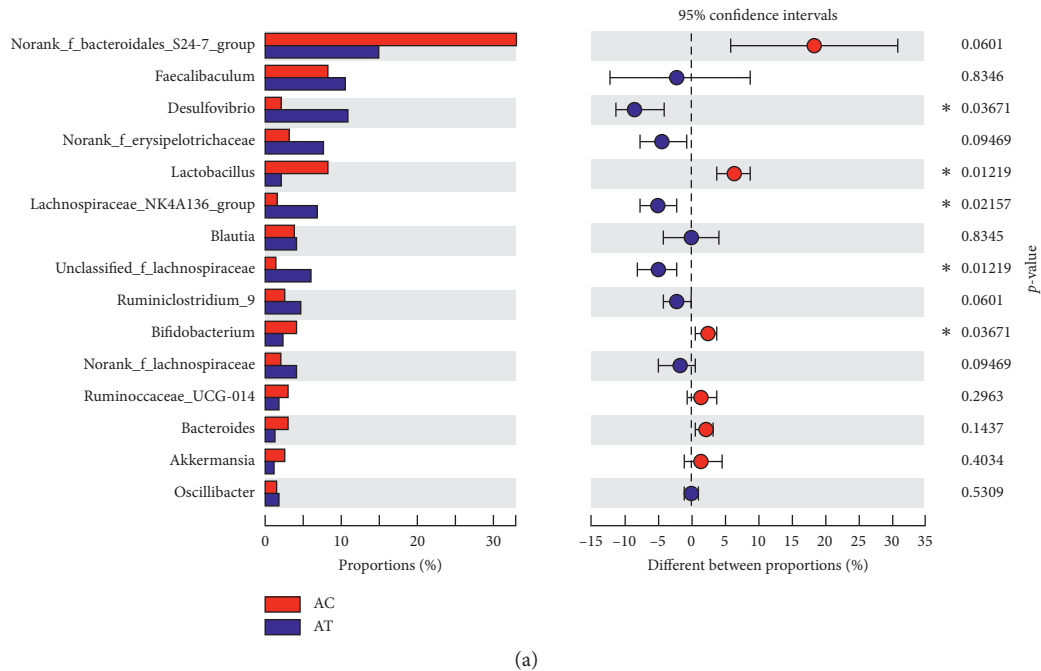 95% confidence intervals
Norank_f_bacteroidales_S24-7_group 0.0601
Faecalibaculum 0.8346
Desulfovibrio * 0.03671
Norank_f_erysipelotrichaceae 0.09469
Lactobacillus * 0.01219
Lachnospiraceae_NK4A136_group * 0.02157
Blautia 0.8345
Unclassified_f_lachnospiraceae * 0.01219
Ruminiclostridium_9 0.0601
Bifidobacterium * 0.03671
Norank_f_lachnospiraceae 0.09469
Ruminoccaceae_UCG-014 0.2963
Bacteroides 0.1437
Akkermansia 0.4034
Oscillibacter 0.5309
p-value
0 10 20 30
Proportions (%)
−15 −10 −5 0 5 10 15 20 25 30 35
Different between proportions (%)
AC
AT
(a)